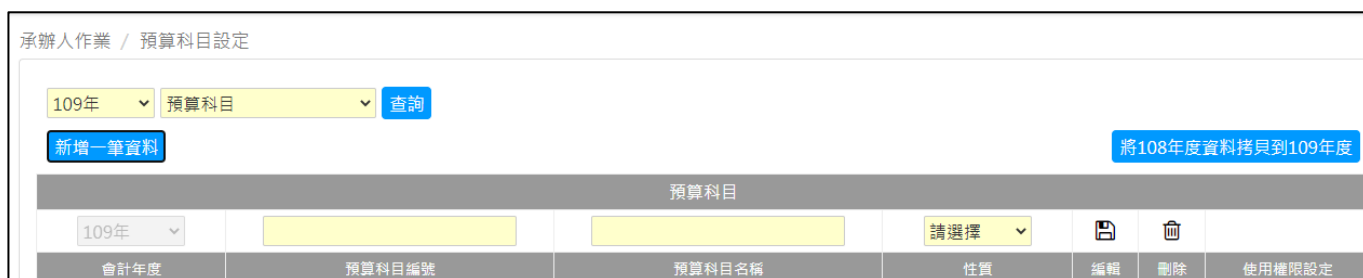 承辦人作業 / 預算科目設定
109年 預算科目 查詢
新增一筆資料 將108年度資料拷貝到109年度
預算科目
109年 請選擇
會計年度 預算科目編號 預算科目名稱 性質 編輯 刪除 使用權限設定